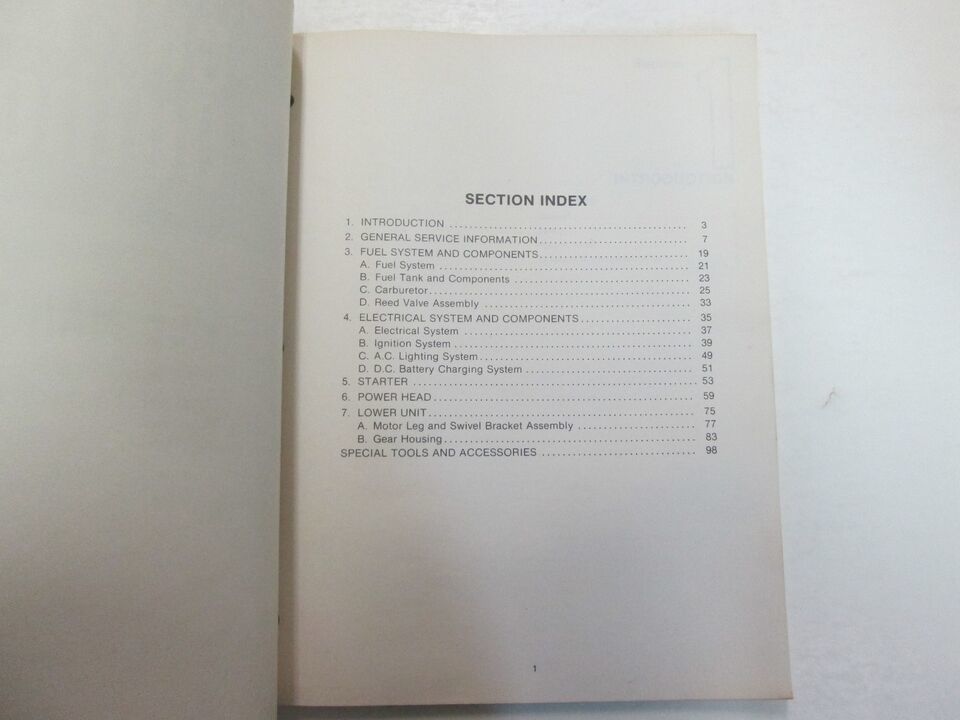 SECTION INDEX
1. INTRODUCTION ........................................ 3
2. GENERAL SERVICE INFORMATION......................... 7
3. FUEL SYSTEM AND COMPONENTS......................... 19
A. Fuel System ........................................ 21
B. Fuel Tank and Components ........................... 23
C. Carburetor.......................................... 25
D. Reed Valve Assembly ................................ 33
4. ELECTRICAL SYSTEM AND COMPONENTS................... 35
A. Electrical System .................................. 37
B. Ignition System .................................... 39
C. A.C. Lighting System................................ 49
D. D.C. Battery Charging System ....................... 51
5. STARTER ............................................ 53
6. POWER HEAD......................................... 59
7. LOWER UNIT......................................... 75
A. Motor Leg and Swivel Bracket Assembly .............. 77
B. Gear Housing....................................... 83
SPECIAL TOOLS AND ACCESSORIES ......................... 98
1